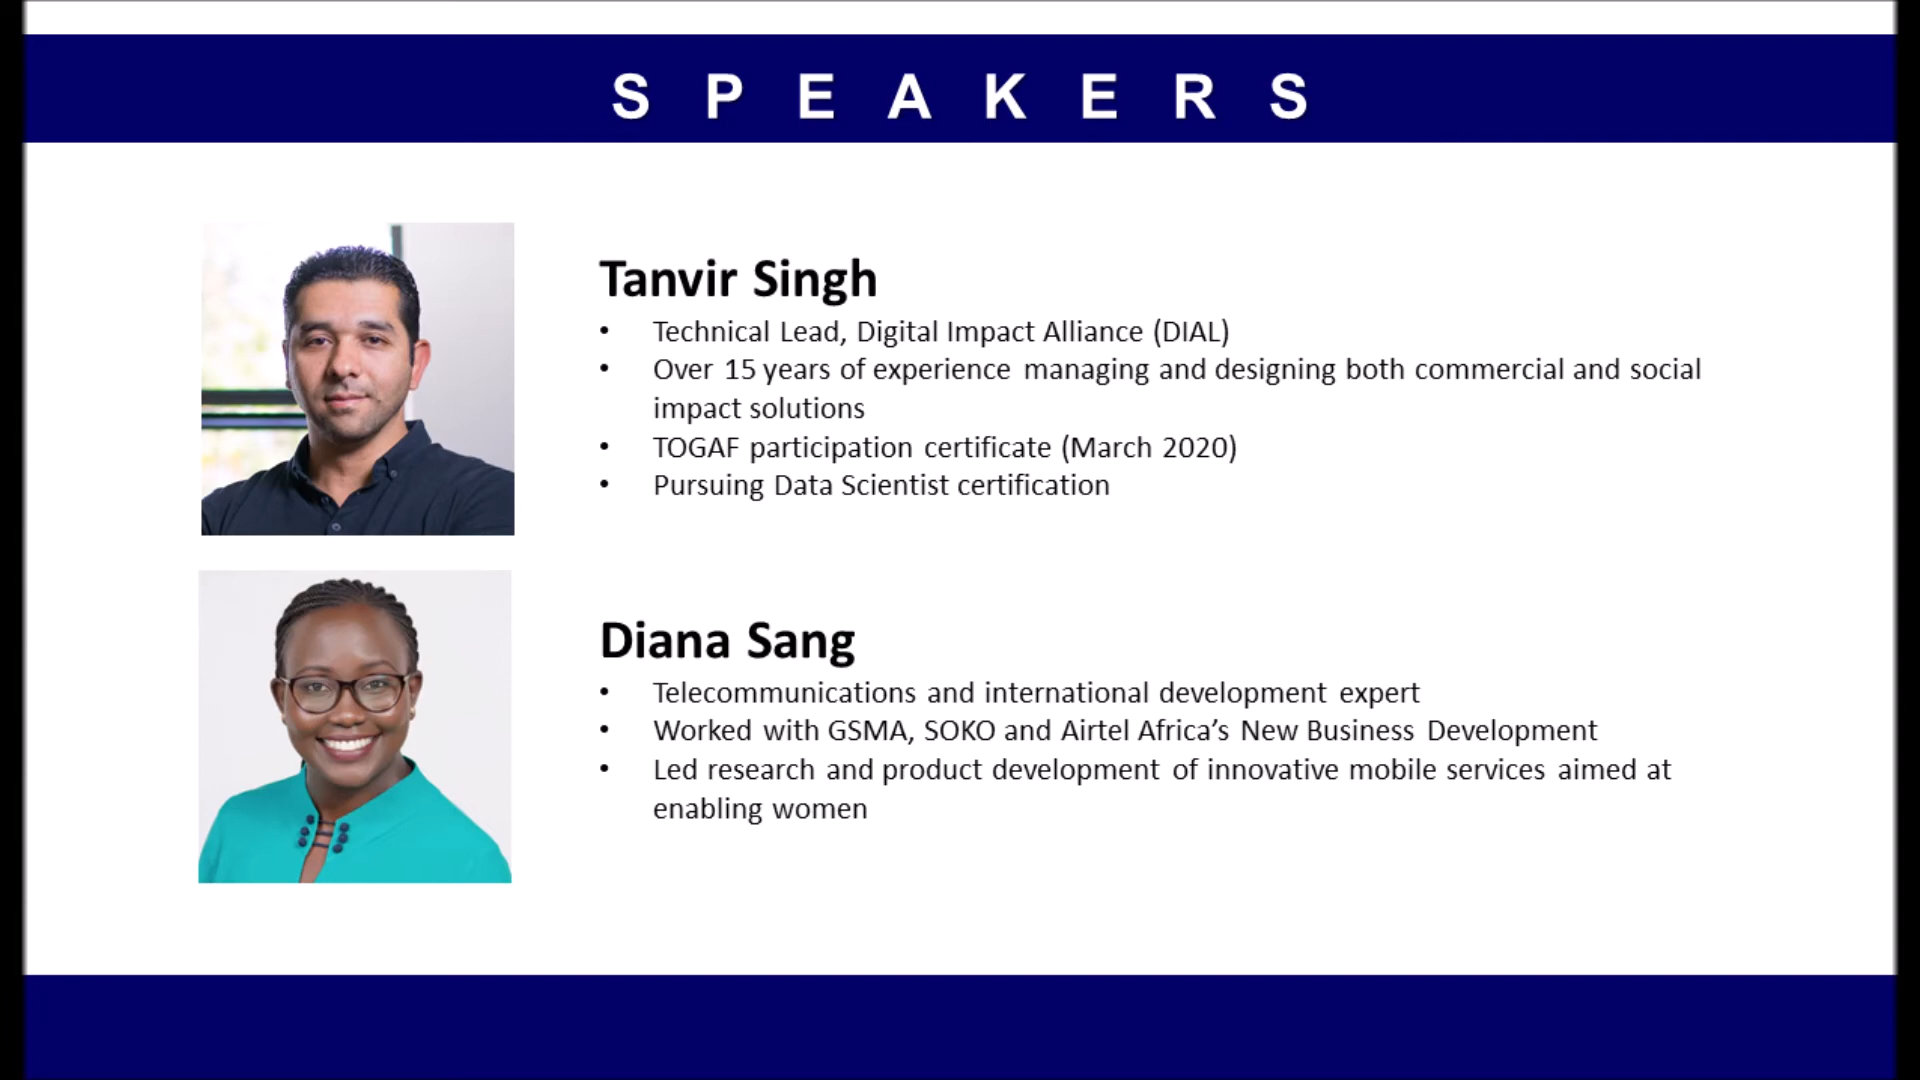 S P E A K E R S
Tanvir Singh
• Technical Lead, Digital Impact Alliance (DIAL)
• Over 15 years of experience managing and designing both commercial and social
impact solutions
• TOGAF participation certificate (March 2020)
• Pursuing Data Scientist certification
Diana Sang
• Telecommunications and international development expert
• Worked with GSMA, SOKO and Airtel Africa’s New Business Development
• Led research and product development of innovative mobile services aimed at
enabling women